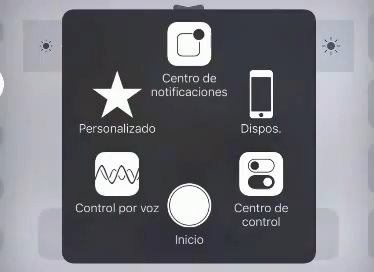 Centro de
notificaciones
Personalizado
Dispos.
Control por voz
Centro de
control
Inicio